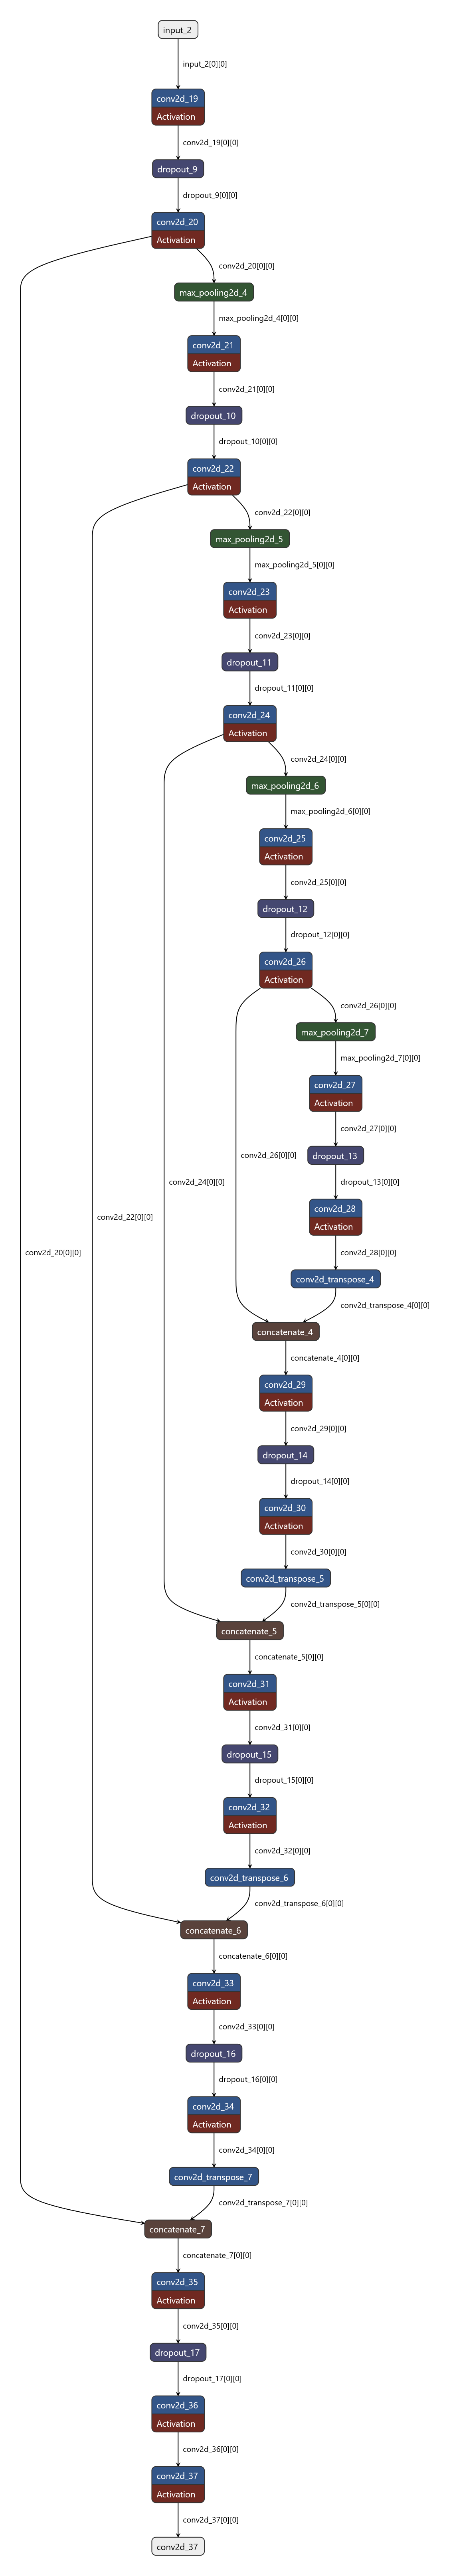 input_2
input_2[0][0]
conv2d_19
Activation
conv2d_19[0][0]
dropout_9
dropout_9[0][0]
conv2d_20
Activation
conv2d_20[0][0]
max_pooling2d_4
max_pooling2d_4[0][0]
conv2d_21
Activation
conv2d_21[0][0]
dropout_10
dropout_10[0][0]
conv2d_22
Activation
conv2d_22[0][0]
max_pooling2d_5
max_pooling2d_5[0][0]
conv2d_23
Activation
conv2d_23[0][0]
dropout_11
dropout_11[0][0]
conv2d_24
Activation
conv2d_24[0][0]
max_pooling2d_6
max_pooling2d_6[0][0]
conv2d_25
Activation
conv2d_25[0][0]
dropout_12
dropout_12[0][0]
conv2d_26
Activation
conv2d_26[0][0]
max_pooling2d_7
max_pooling2d_7[0][0]
conv2d_27
Activation
conv2d_27[0][0]
conv2d_26[0][0]
dropout_13
conv2d_24[0][0]
dropout_13[0][0]
conv2d_28
Activation
conv2d_22[0][0]
conv2d_20[0][0]
conv2d_28[0][0]
conv2d_transpose_4
conv2d_transpose_4[0][0]
concatenate_4
concatenate_4[0][0]
conv2d_29
Activation
conv2d_29[0][0]
dropout_14
dropout_14[0][0]
conv2d_30
Activation
conv2d_30[0][0]
conv2d_transpose_5
conv2d_transpose_5[0][0]
concatenate_5
concatenate_5[0][0]
conv2d_31
Activation
conv2d_31[0][0]
dropout_15
dropout_15[0][0]
conv2d_32
Activation
conv2d_32[0][0]
conv2d_transpose_6
conv2d_transpose_6[0][0]
concatenate_6
concatenate_6[0][0]
conv2d_33
Activation
conv2d_33[0][0]
dropout_16
dropout_16[0][0]
conv2d_34
Activation
conv2d_34[0][0]
conv2d_transpose_7
conv2d_transpose_7[0][0]
concatenate_7
concatenate_7[0][0]
conv2d_35
Activation
conv2d_35[0][0]
dropout_17
dropout_17[0][0]
conv2d_36
Activation
conv2d_36[0][0]
conv2d_37
Activation
conv2d_37[0][0]
conv2d_37